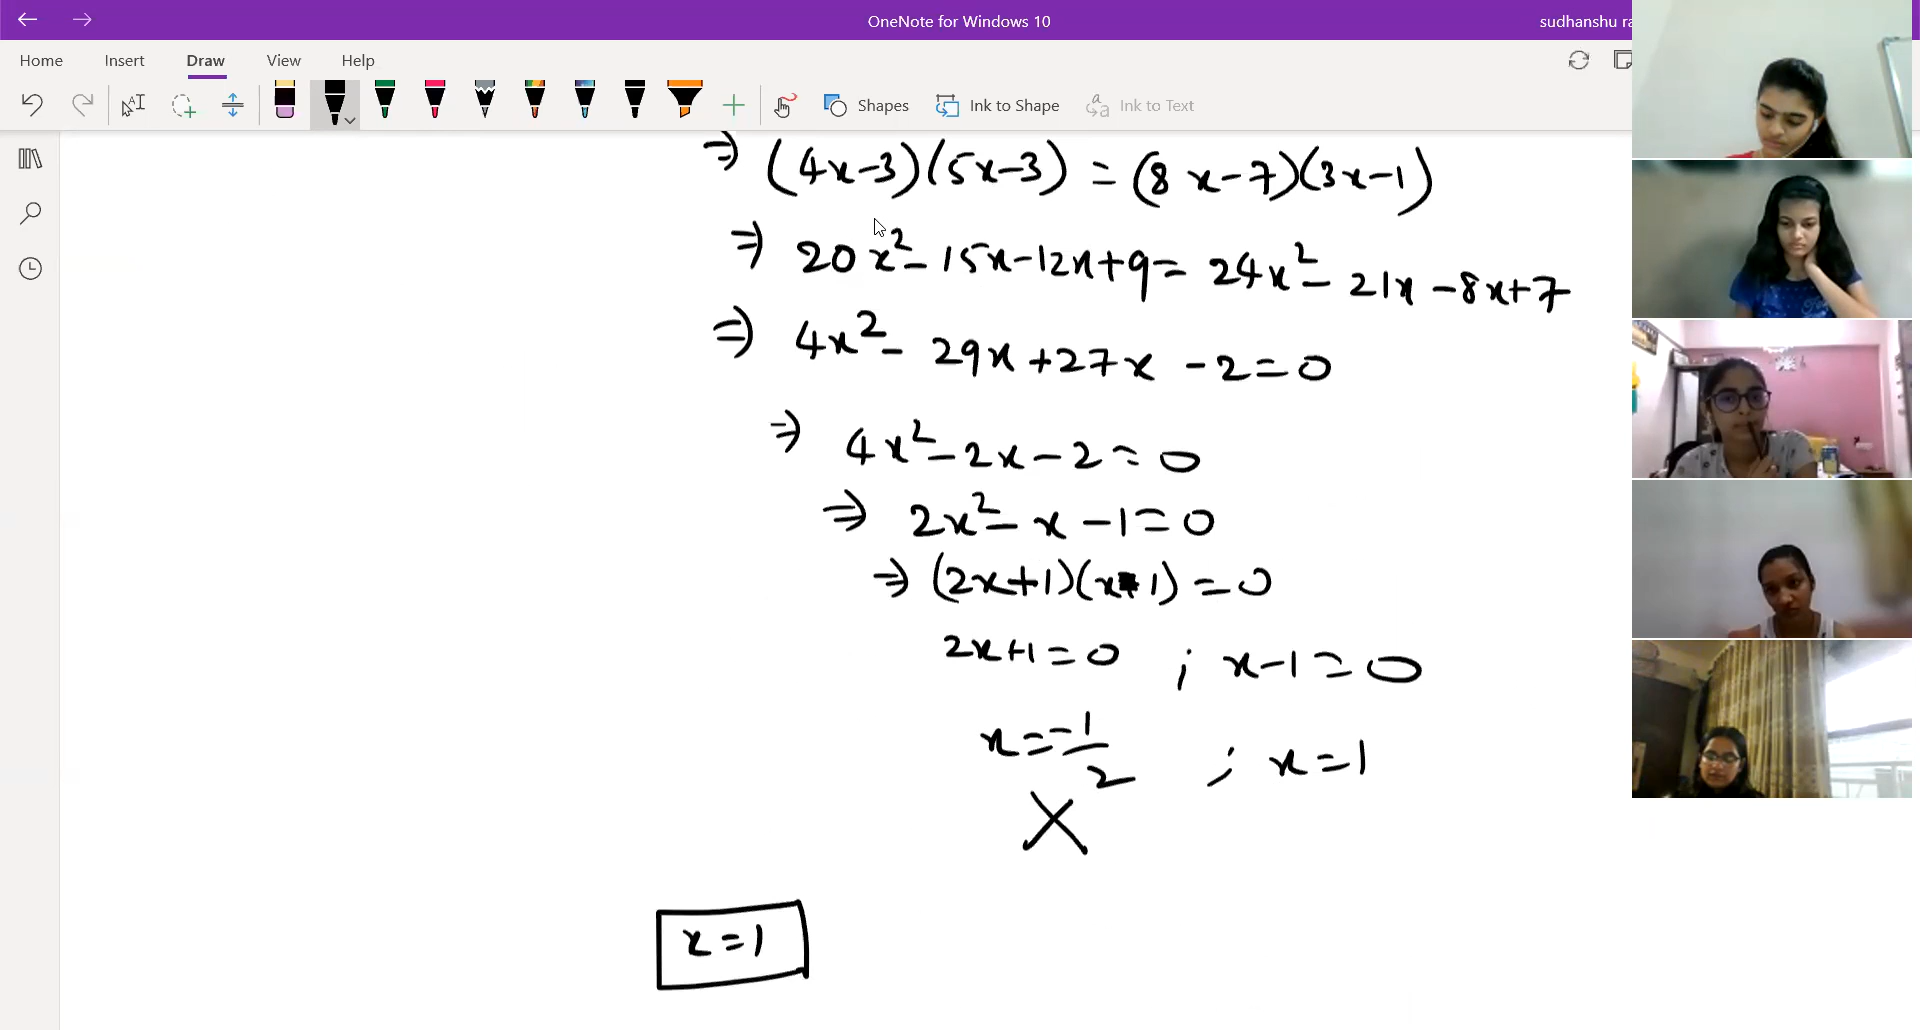 OneNote for Windows 10
sudhanshu ra
Home Insert Draw View Help
Shapes Ink to Shape Ink to Text
⇒ (4x-3)(5x-3) = (8x-7)(3x-1)
⇒ 20x² - 15x - 12x + 9 = 24x² - 21x - 8x + 7
⇒ 4x² - 29x + 27x - 2 = 0
⇒ 4x² - 2x - 2 = 0
⇒ 2x² - x - 1 = 0
⇒ (2x+1)(x-1) = 0
2x+1 = 0 ; x-1 = 0
x = -1/2 ; x = 1
X
x = 1